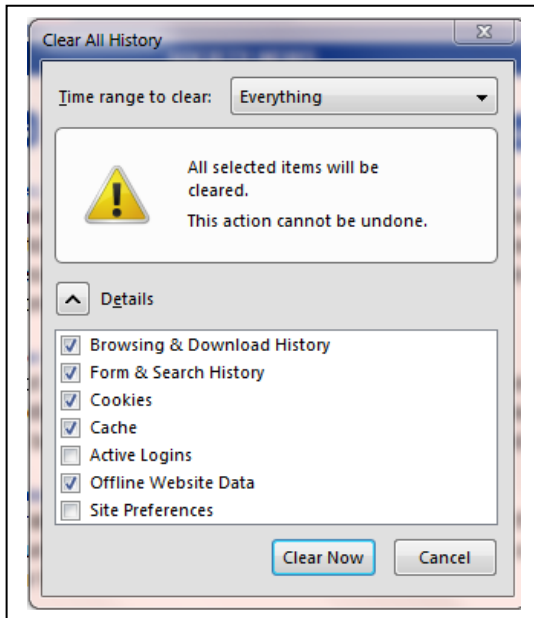 Clear All History
Time range to clear: Everything
All selected items will be
cleared.
This action cannot be undone.
Details
Browsing & Download History
Form & Search History
Cookies
Cache
Active Logins
Offline Website Data
Site Preferences
Clear Now Cancel